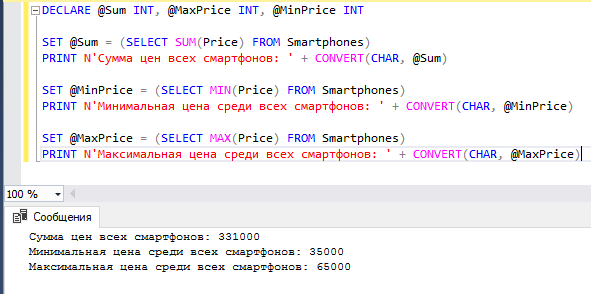 DECLARE @Sum INT, @MaxPrice INT, @MinPrice INT
SET @Sum = (SELECT SUM(Price) FROM Smartphones)
PRINT N'Сумма цен всех смартфонов: ' + CONVERT(CHAR, @Sum)
SET @MinPrice = (SELECT MIN(Price) FROM Smartphones)
PRINT N'Минимальная цена среди всех смартфонов: ' + CONVERT(CHAR, @MinPrice)
SET @MaxPrice = (SELECT MAX(Price) FROM Smartphones)
PRINT N'Максимальная цена среди всех смартфонов: ' + CONVERT(CHAR, @MaxPrice)
100 %
Сообщения
Сумма цен всех смартфонов: 331000
Минимальная цена среди всех смартфонов: 35000
Максимальная цена среди всех смартфонов: 65000